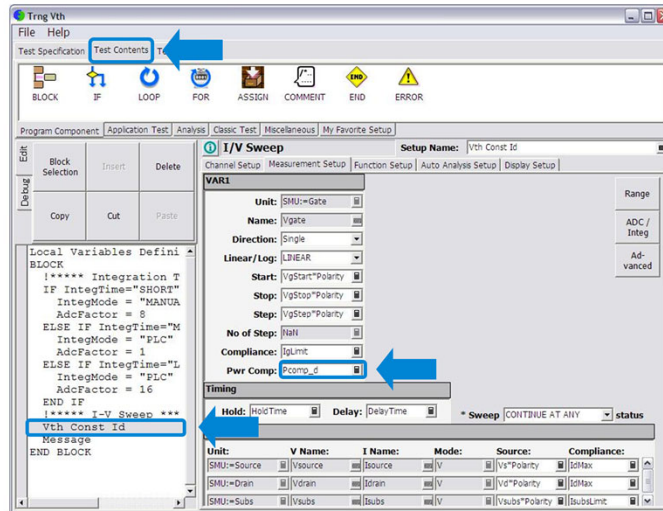 Trng Vth
File Help
Test Specification Test Contents
BLOCK IF LOOP FOR ASSIGN COMMENT END ERROR
Program Component Application Test Analysis Classic Test Miscellaneous My Favorite Setup
Edit
Debug
Block Selection Insert Delete
Copy Cut Paste
I/V Sweep Setup Name: Vth Const Id
Channel Setup Measurement Setup Function Setup Auto Analysis Setup Display Setup
VAR1
Unit: SMU:=Gate
Name: Vgate
Direction: Single
Linear/Log: LINEAR
Start: VgStart*Polarity
Stop: VgStop*Polarity
Step: VgStep*Polarity
No of Step: NaN
Compliance: IgLimit
Pwr Comp: Pcomp_d
Range
ADC / Integ
Ad-vanced
Timing
Hold: HoldTime Delay: DelayTime * Sweep CONTINUE AT ANY status
Unit: V Name: I Name: Mode: Source: Compliance:
SMU:=Source Vsource Isource V Vs*Polarity IdMax
SMU:=Drain Vdrain Idrain V Vd*Polarity IdMax
SMU:=Subs Vsubs Isubs V Vsubs*Polarity IsubsLimit
Local Variables Defini
BLOCK
!***** Integration T
IF IntegTime="SHORT"
IntegMode = "MANUA
AdcFactor = 8
ELSE IF IntegTime="M
IntegMode = "PLC"
AdcFactor = 1
ELSE IF IntegTime="L
IntegMode = "PLC"
AdcFactor = 16
END IF
!***** I-V Sweep ***
Vth Const Id
Message
END BLOCK